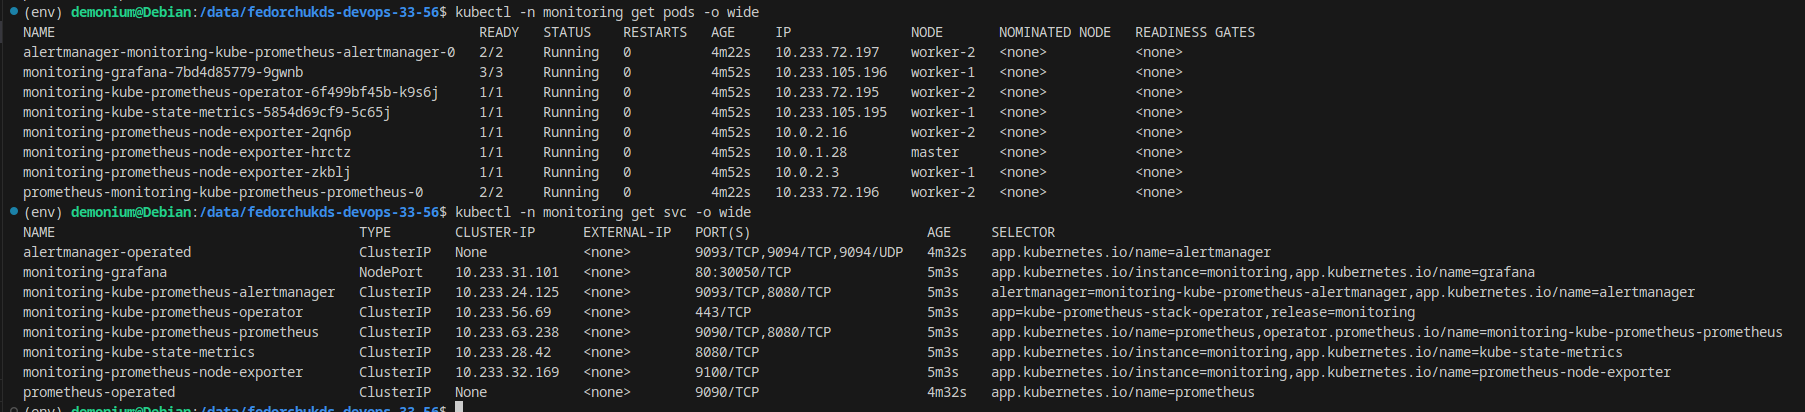 (env) demonium@Debian:/data/fedorchukds-devops-33-56$ kubectl -n monitoring get pods -o wide
NAME READY STATUS RESTARTS AGE IP NODE NOMINATED NODE READINESS GATES
alertmanager-monitoring-kube-prometheus-alertmanager-0 2/2 Running 0 4m22s 10.233.72.197 worker-2 <none> <none>
monitoring-grafana-7bd4d85779-9gwnb 3/3 Running 0 4m52s 10.233.105.196 worker-1 <none> <none>
monitoring-kube-prometheus-operator-6f499bf45b-k9s6j 1/1 Running 0 4m52s 10.233.72.195 worker-2 <none> <none>
monitoring-kube-state-metrics-5854d69cf9-5c65j 1/1 Running 0 4m52s 10.233.105.195 worker-1 <none> <none>
monitoring-prometheus-node-exporter-2qn6p 1/1 Running 0 4m52s 10.0.2.16 worker-2 <none> <none>
monitoring-prometheus-node-exporter-hrctz 1/1 Running 0 4m52s 10.0.1.28 master <none> <none>
monitoring-prometheus-node-exporter-zkblj 1/1 Running 0 4m52s 10.0.2.3 worker-1 <none> <none>
prometheus-monitoring-kube-prometheus-prometheus-0 2/2 Running 0 4m22s 10.233.72.196 worker-2 <none> <none>
(env) demonium@Debian:/data/fedorchukds-devops-33-56$ kubectl -n monitoring get svc -o wide
NAME TYPE CLUSTER-IP EXTERNAL-IP PORT(S) AGE SELECTOR
alertmanager-operated ClusterIP None <none> 9093/TCP,9094/TCP,9094/UDP 4m32s app.kubernetes.io/name=alertmanager
monitoring-grafana NodePort 10.233.31.101 <none> 80:30050/TCP 5m3s app.kubernetes.io/instance=monitoring,app.kubernetes.io/name=grafana
monitoring-kube-prometheus-alertmanager ClusterIP 10.233.24.125 <none> 9093/TCP,8080/TCP 5m3s alertmanager=monitoring-kube-prometheus-alertmanager,app.kubernetes.io/name=alertmanager
monitoring-kube-prometheus-operator ClusterIP 10.233.56.69 <none> 443/TCP 5m3s app=kube-prometheus-stack-operator,release=monitoring
monitoring-kube-prometheus-prometheus ClusterIP 10.233.63.238 <none> 9090/TCP,8080/TCP 5m3s app.kubernetes.io/name=prometheus,operator.prometheus.io/name=monitoring-kube-prometheus-prometheus
monitoring-kube-state-metrics ClusterIP 10.233.28.42 <none> 8080/TCP 5m3s app.kubernetes.io/instance=monitoring,app.kubernetes.io/name=kube-state-metrics
monitoring-prometheus-node-exporter ClusterIP 10.233.32.169 <none> 9100/TCP 5m3s app.kubernetes.io/instance=monitoring,app.kubernetes.io/name=prometheus-node-exporter
prometheus-operated ClusterIP None <none> 9090/TCP 4m32s app.kubernetes.io/name=prometheus
(env) demonium@Debian:/data/fedorchukds-devops-33-56$